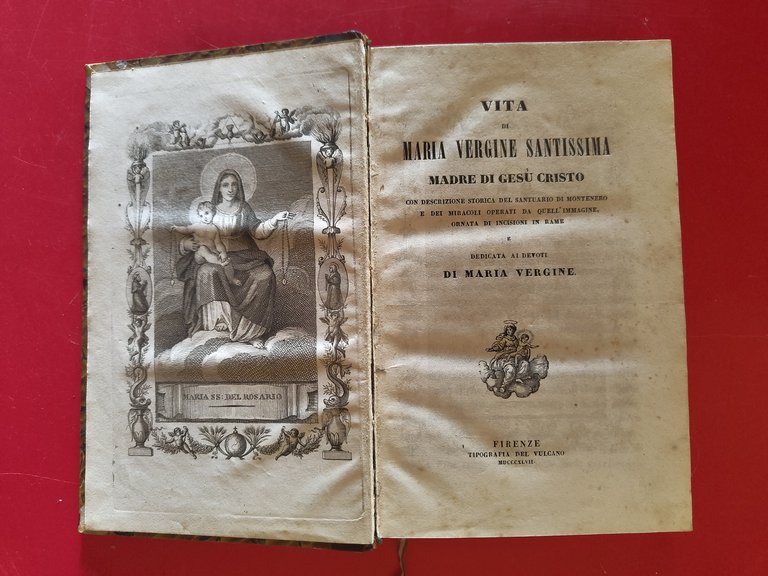 MARIA SS: DEL ROSARIO
VITA
DI
MARIA VERGINE SANTISSIMA
MADRE DI GESÙ CRISTO
CON DESCRIZIONE STORICA DEL SANTUARIO DI MONTENERO
E DEI MIRACOLI OPERATI DA QUELL'IMMAGINE,
ORNATA DI INCISIONI IN RAME
E
DEDICATA AI DEVOTI
DI MARIA VERGINE.
FIRENZE
TIPOGRAFIA DEL VULCANO
MDCCCXLVII